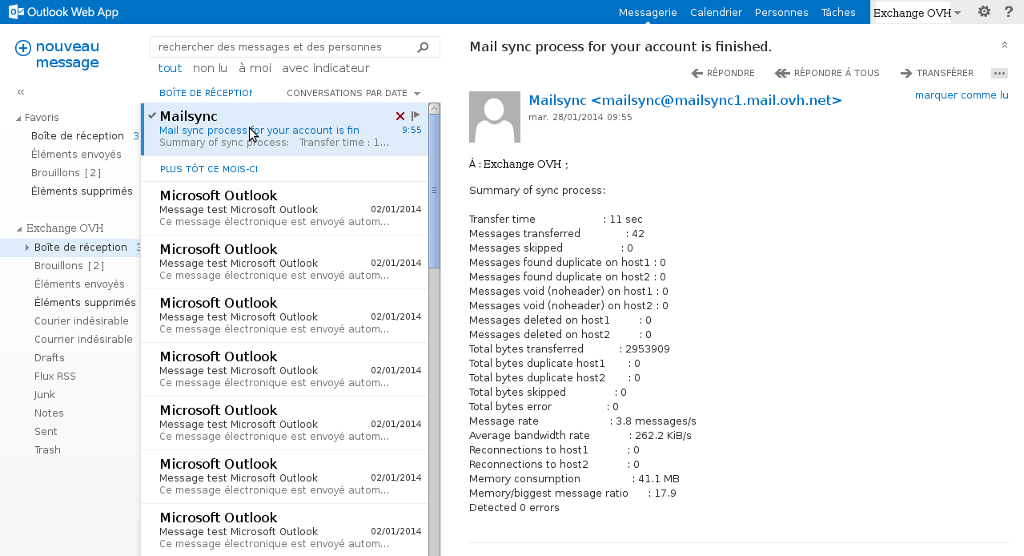 Outlook Web App
Messagerie Calendrier Personnes Tâches Exchange OVH ?
nouveau
message
«
Favoris
Boîte de réception 3
Éléments envoyés
Brouillons [2]
Éléments supprimés
Exchange OVH
Boîte de réception 3
Brouillons [2]
Éléments envoyés
Éléments supprimés
Courier indésirable
Courrier indésirable
Drafts
Flux RSS
Junk
Notes
Sent
Trash
rechercher des messages et des personnes
tout non lu à moi avec indicateur
BOÎTE DE RÉCEPTION CONVERSATIONS PAR DATE
Mailsync
Mail sync process for your account is fin 9:55
Summary of sync process: Transfer time : 1...
PLUS TÔT CE MOIS-CI
Microsoft Outlook
Message test Microsoft Outlook 02/01/2014
Ce message électronique est envoyé autom...
Microsoft Outlook
Message test Microsoft Outlook 02/01/2014
Ce message électronique est envoyé autom...
Microsoft Outlook
Message test Microsoft Outlook 02/01/2014
Ce message électronique est envoyé autom...
Microsoft Outlook
Message test Microsoft Outlook 02/01/2014
Ce message électronique est envoyé autom...
Microsoft Outlook
Message test Microsoft Outlook 02/01/2014
Ce message électronique est envoyé autom...
Microsoft Outlook
Message test Microsoft Outlook 02/01/2014
Ce message électronique est envoyé autom...
Microsoft Outlook
Message test Microsoft Outlook 02/01/2014
Ce message électronique est envoyé autom...
Mail sync process for your account is finished.
RÉPONDRE RÉPONDRE À TOUS TRANSFÉRER ...
marquer comme lu
Mailsync <mailsync@mailsync1.mail.ovh.net>
mar. 28/01/2014 09:55
À : Exchange OVH ;
Summary of sync process:
Transfer time : 11 sec
Messages transferred : 42
Messages skipped : 0
Messages found duplicate on host1 : 0
Messages found duplicate on host2 : 0
Messages void (noheader) on host1 : 0
Messages void (noheader) on host2 : 0
Messages deleted on host1 : 0
Messages deleted on host2 : 0
Total bytes transferred : 2953909
Total bytes duplicate host1 : 0
Total bytes duplicate host2 : 0
Total bytes skipped : 0
Total bytes error : 0
Message rate : 3.8 messages/s
Average bandwidth rate : 262.2 KiB/s
Reconnections to host1 : 0
Reconnections to host2 : 0
Memory consumption : 41.1 MB
Memory/biggest message ratio : 17.9
Detected 0 errors